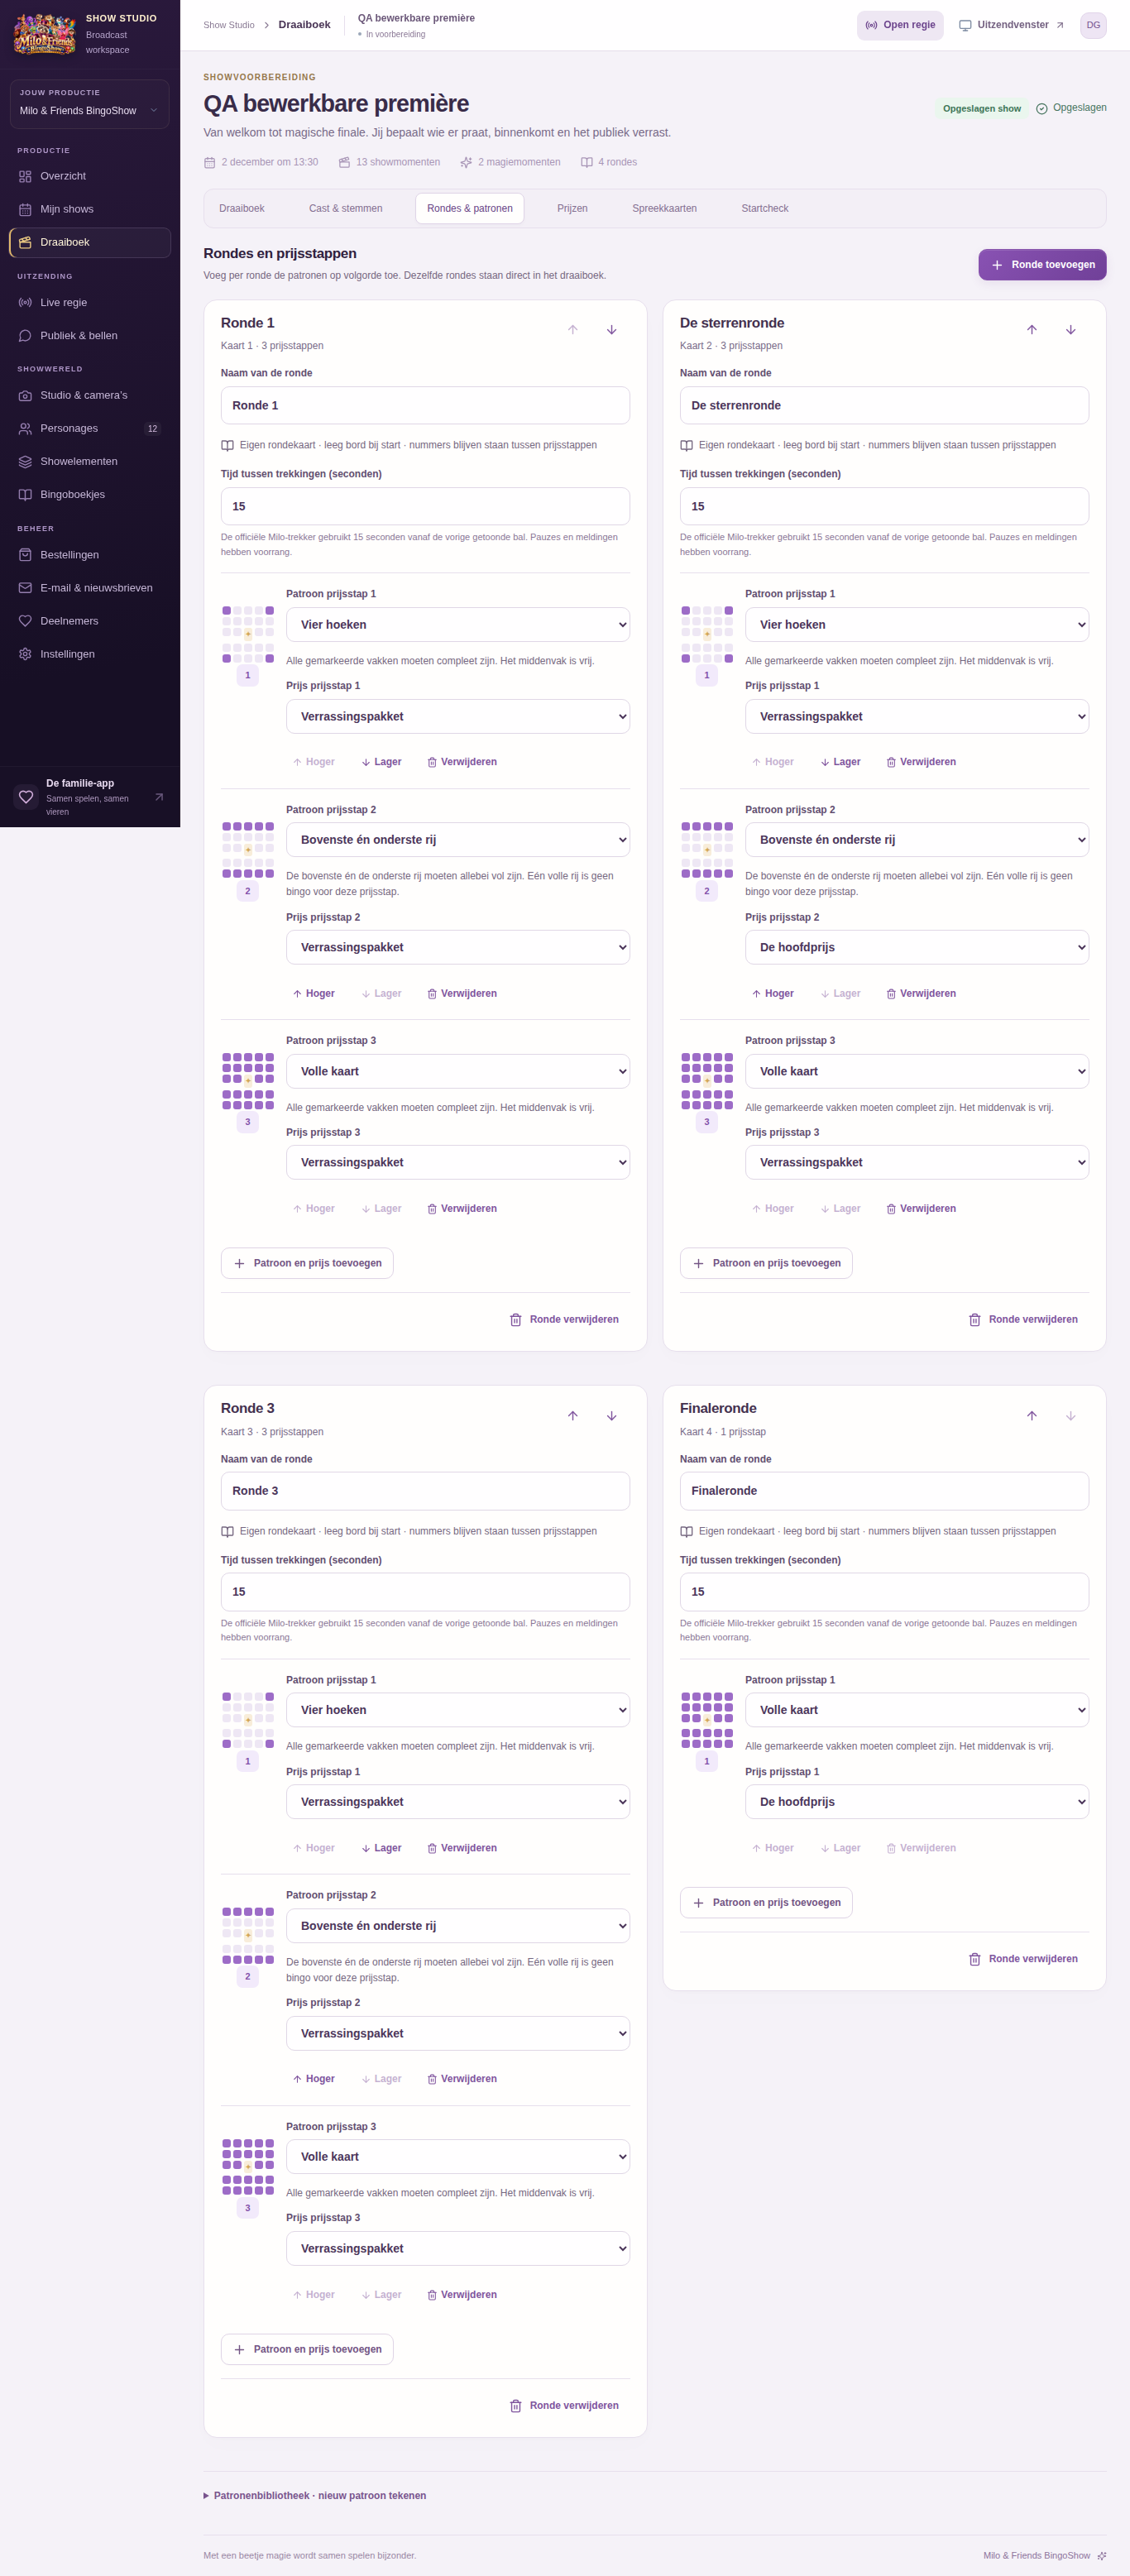 Milo & Friends
BingoShow
SHOW STUDIO
Broadcast
workspace
JOUW PRODUCTIE
Milo & Friends BingoShow
PRODUCTIE
Overzicht
Mijn shows
Draaiboek
UITZENDING
Live regie
Publiek & bellen
SHOWWERELD
Studio & camera's
Personages
12
Showelementen
Bingoboekjes
BEHEER
Bestellingen
E-mail & nieuwsbrieven
Deelnemers
Instellingen
De familie-app
Samen spelen, samen
vieren
Show Studio
Draaiboek
QA bewerkbare première
In voorbereiding
Open regie
Uitzendvenster
DG
SHOWVOORBEREIDING
QA bewerkbare première
Van welkom tot magische finale. Jij bepaalt wie er praat, binnenkomt en het publiek verrast.
Opgeslagen show
Opgeslagen
2 december om 13:30
13 showmomenten
2 magiemomenten
4 rondes
Draaiboek
Cast & stemmen
Rondes & patronen
Prijzen
Spreekkaarten
Startcheck
Rondes en prijsstappen
Voeg per ronde de patronen op volgorde toe. Dezelfde rondes staan direct in het draaiboek.
Ronde toevoegen
Ronde 1
Kaart 1 · 3 prijsstappen
Naam van de ronde
Ronde 1
Eigen rondekaart · leeg bord bij start · nummers blijven staan tussen prijsstappen
Tijd tussen trekkingen (seconden)
15
De officiële Milo-trekker gebruikt 15 seconden vanaf de vorige getoonde bal. Pauzes en meldingen
hebben voorrang.
1
Patroon prijsstap 1
Vier hoeken
Alle gemarkeerde vakken moeten compleet zijn. Het middenvak is vrij.
Prijs prijsstap 1
Verrassingspakket
Hoger
Lager
Verwijderen
2
Patroon prijsstap 2
Bovenste én onderste rij
De bovenste én de onderste rij moeten allebei vol zijn. Eén volle rij is geen
bingo voor deze prijsstap.
Prijs prijsstap 2
Verrassingspakket
Hoger
Lager
Verwijderen
3
Patroon prijsstap 3
Volle kaart
Alle gemarkeerde vakken moeten compleet zijn. Het middenvak is vrij.
Prijs prijsstap 3
Verrassingspakket
Hoger
Lager
Verwijderen
Patroon en prijs toevoegen
Ronde verwijderen
De sterrenronde
Kaart 2 · 3 prijsstappen
Naam van de ronde
De sterrenronde
Eigen rondekaart · leeg bord bij start · nummers blijven staan tussen prijsstappen
Tijd tussen trekkingen (seconden)
15
De officiële Milo-trekker gebruikt 15 seconden vanaf de vorige getoonde bal. Pauzes en meldingen
hebben voorrang.
1
Patroon prijsstap 1
Vier hoeken
Alle gemarkeerde vakken moeten compleet zijn. Het middenvak is vrij.
Prijs prijsstap 1
Verrassingspakket
Hoger
Lager
Verwijderen
2
Patroon prijsstap 2
Bovenste én onderste rij
De bovenste én de onderste rij moeten allebei vol zijn. Eén volle rij is geen
bingo voor deze prijsstap.
Prijs prijsstap 2
De hoofdprijs
Hoger
Lager
Verwijderen
3
Patroon prijsstap 3
Volle kaart
Alle gemarkeerde vakken moeten compleet zijn. Het middenvak is vrij.
Prijs prijsstap 3
Verrassingspakket
Hoger
Lager
Verwijderen
Patroon en prijs toevoegen
Ronde verwijderen
Ronde 3
Kaart 3 · 3 prijsstappen
Naam van de ronde
Ronde 3
Eigen rondekaart · leeg bord bij start · nummers blijven staan tussen prijsstappen
Tijd tussen trekkingen (seconden)
15
De officiële Milo-trekker gebruikt 15 seconden vanaf de vorige getoonde bal. Pauzes en meldingen
hebben voorrang.
1
Patroon prijsstap 1
Vier hoeken
Alle gemarkeerde vakken moeten compleet zijn. Het middenvak is vrij.
Prijs prijsstap 1
Verrassingspakket
Hoger
Lager
Verwijderen
2
Patroon prijsstap 2
Bovenste én onderste rij
De bovenste én de onderste rij moeten allebei vol zijn. Eén volle rij is geen
bingo voor deze prijsstap.
Prijs prijsstap 2
Verrassingspakket
Hoger
Lager
Verwijderen
3
Patroon prijsstap 3
Volle kaart
Alle gemarkeerde vakken moeten compleet zijn. Het middenvak is vrij.
Prijs prijsstap 3
Verrassingspakket
Hoger
Lager
Verwijderen
Patroon en prijs toevoegen
Ronde verwijderen
Finaleronde
Kaart 4 · 1 prijsstap
Naam van de ronde
Finaleronde
Eigen rondekaart · leeg bord bij start · nummers blijven staan tussen prijsstappen
Tijd tussen trekkingen (seconden)
15
De officiële Milo-trekker gebruikt 15 seconden vanaf de vorige getoonde bal. Pauzes en meldingen
hebben voorrang.
1
Patroon prijsstap 1
Volle kaart
Alle gemarkeerde vakken moeten compleet zijn. Het middenvak is vrij.
Prijs prijsstap 1
De hoofdprijs
Hoger
Lager
Verwijderen
Patroon en prijs toevoegen
Ronde verwijderen
Patronenbibliotheek · nieuw patroon tekenen
Met een beetje magie wordt samen spelen bijzonder.
Milo & Friends BingoShow